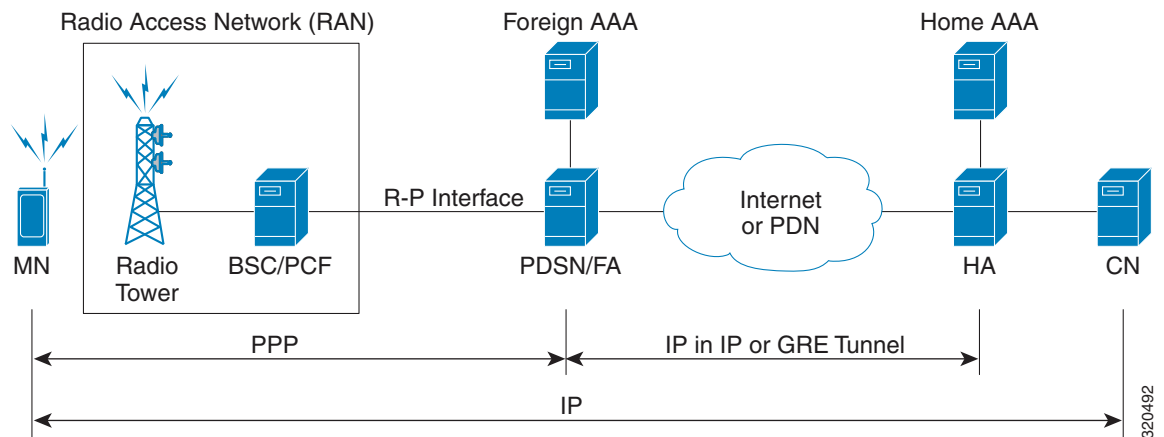 Radio Access Network (RAN)
Foreign AAA
Home AAA
R-P Interface
Internet
or PDN
MN
Radio
Tower
BSC/PCF
PDSN/FA
HA
CN
PPP
IP in IP or GRE Tunnel
IP
320492